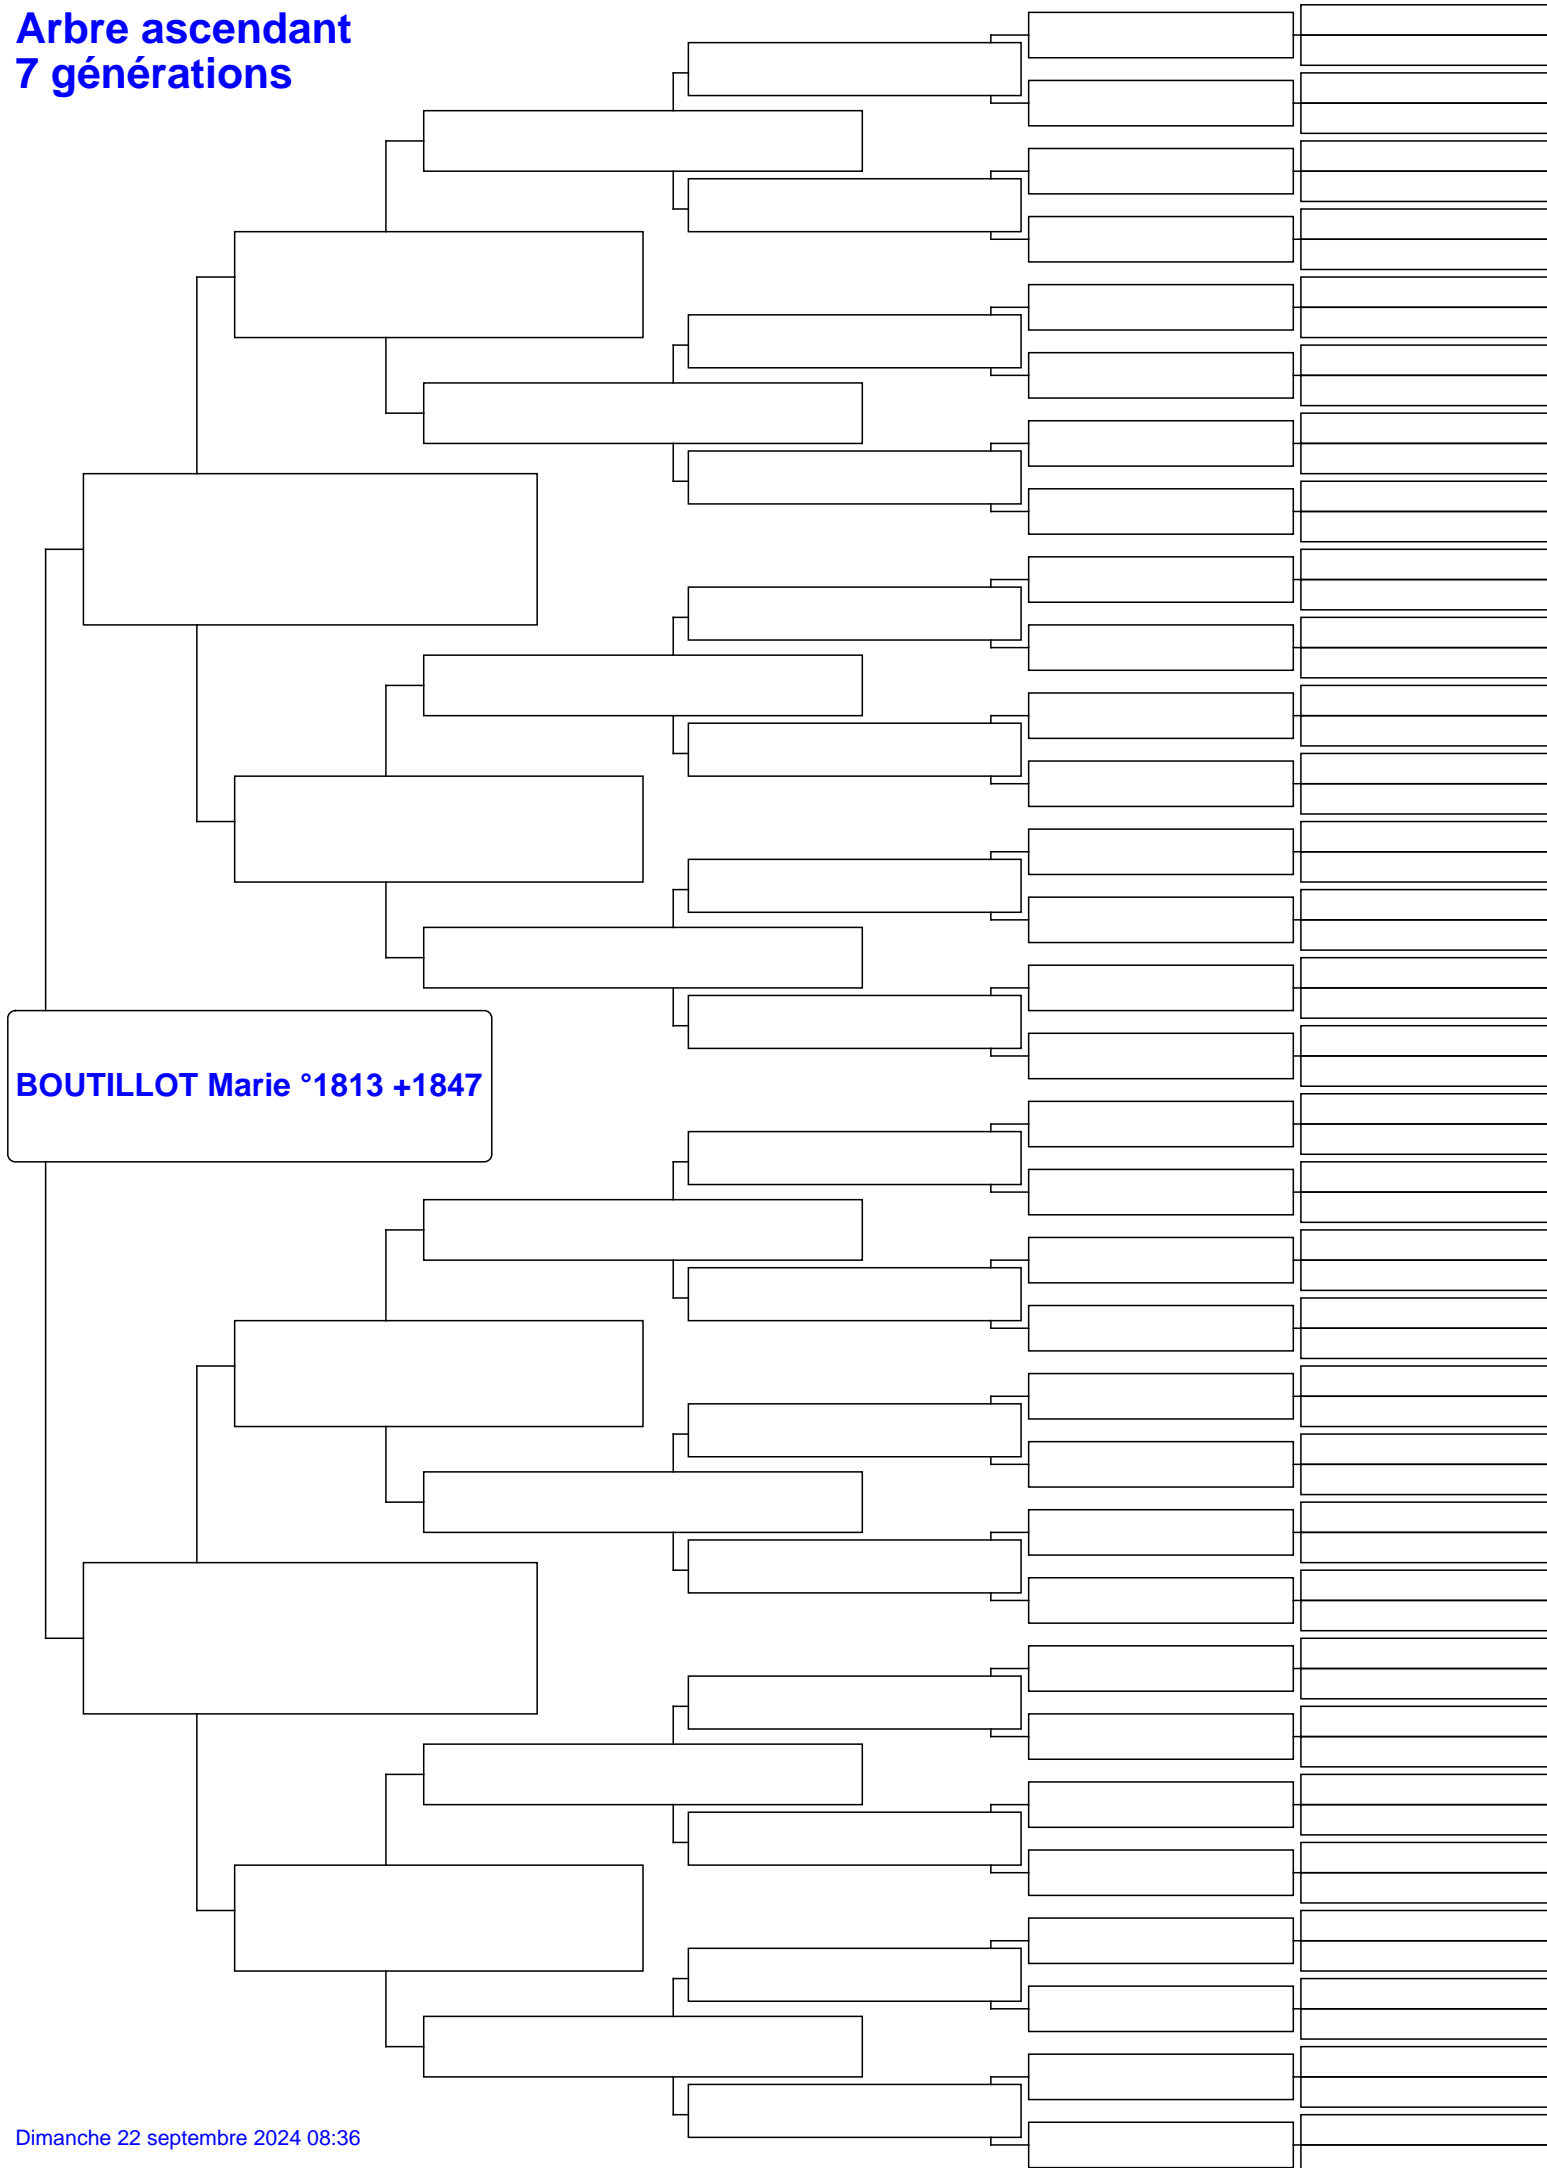 Arbre ascendant
7 générations
BOUTILLOT Marie °1813 +1847
Dimanche 22 septembre 2024 08:36